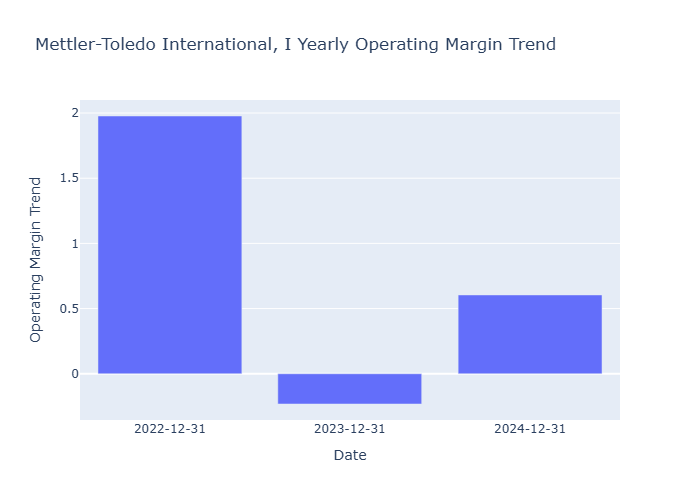 Mettler-Toledo International, I Yearly Operating Margin Trend
2
1.5
1
0.5
0
Operating Margin Trend
2022-12-31
2023-12-31
2024-12-31
Date